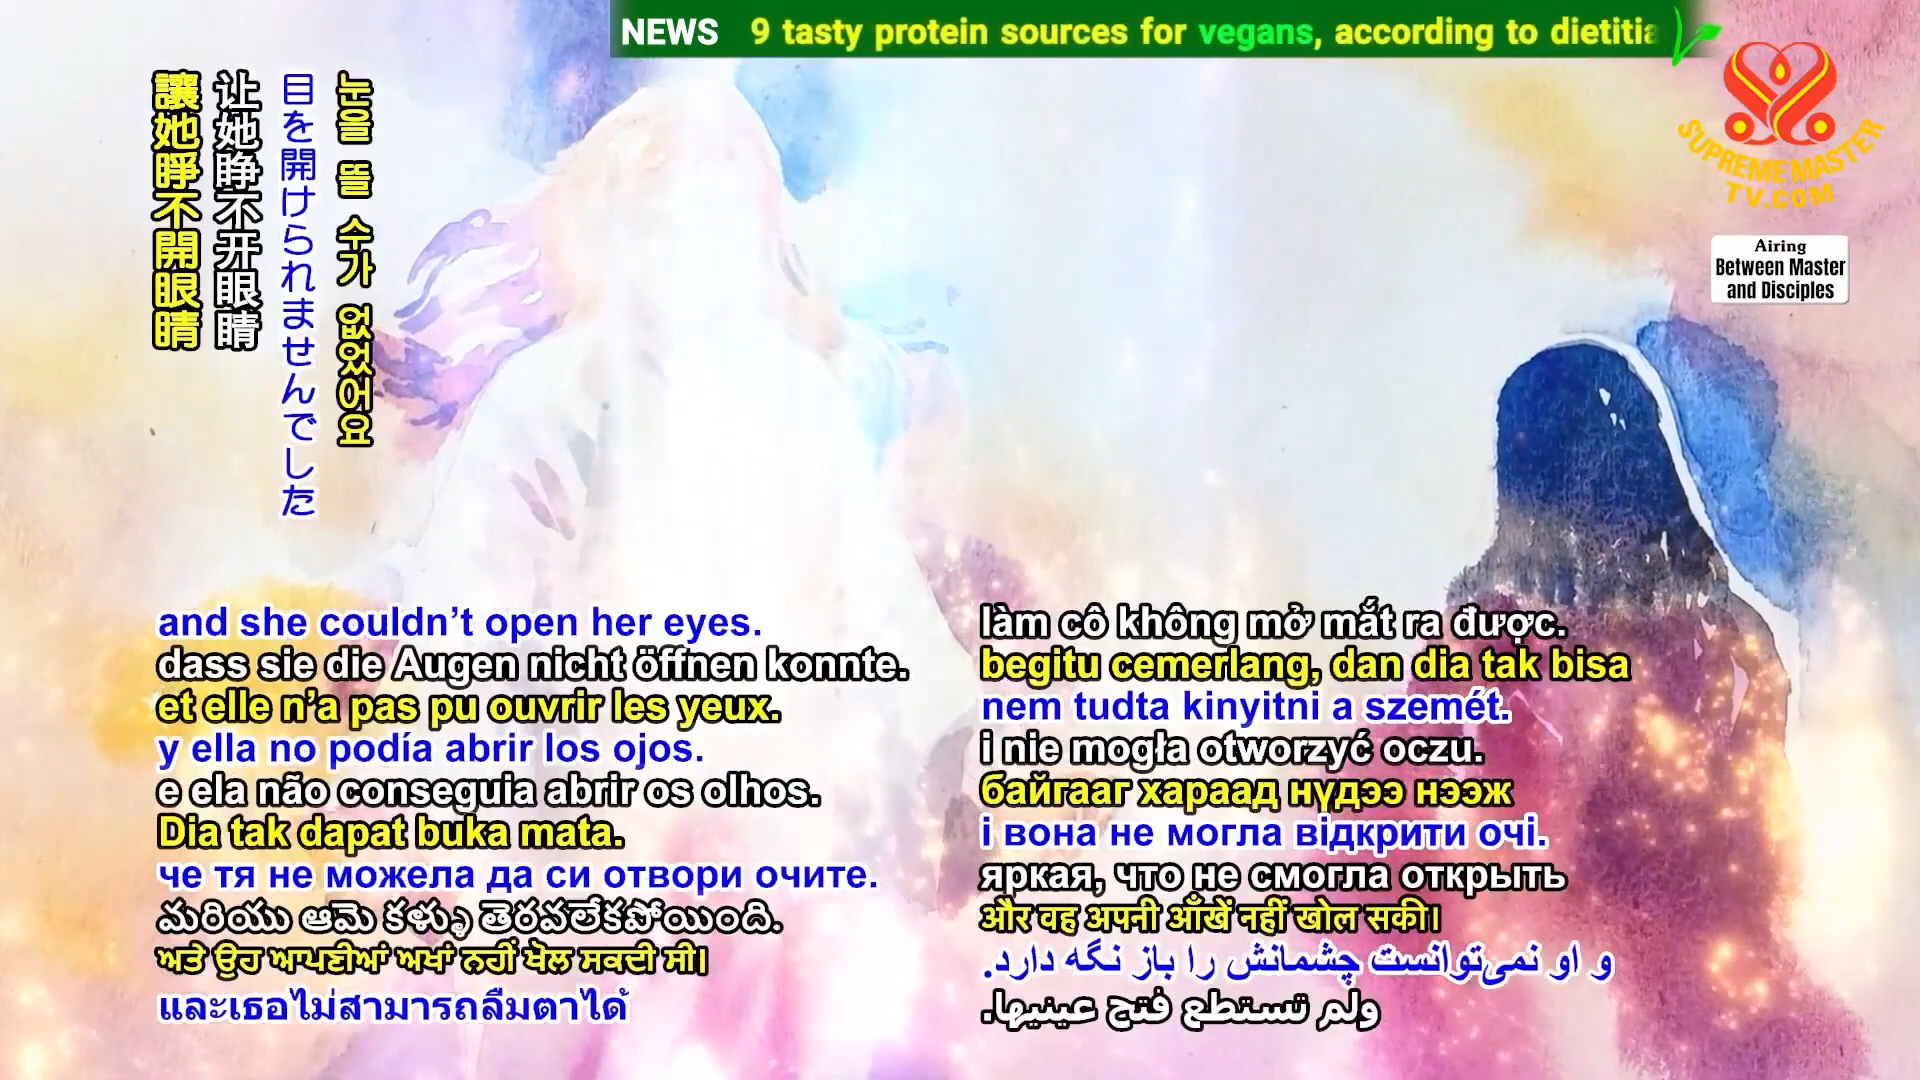 NEWS 9 tasty protein sources for vegans, according to
SUPREME MASTER
TV.COM
Airing
Between Master
and Disciples
讓她睜不開眼睛
让她睁不开眼睛
目を開けられませんでした
눈을 뜰 수가 없었어요
and she couldn’t open her eyes.
dass sie die Augen nicht öffnen konnte.
et elle n’a pas pu ouvrir les yeux.
y ella no podía abrir los ojos.
e ela não conseguia abrir os olhos.
Dia tak dapat buka mata.
че тя не можела да си отвори очите.
మరియు ఆమె కళ్ళు తెరవలేకపోయింది.
ਅਤੇ ਉਹ ਆਪਣੀਆਂ ਅਖਾਂ ਨਹੀਂ ਖੋਲ ਸਕਦੀ ਸੀ।
และเธอไม่สามารถลืมตาได้
làm cô không mở mắt ra được.
begitu cemerlang, dan dia tak bisa
nem tudta kinyitni a szemét.
i nie mogła otworzyć oczu.
байгааг хараад нүдээ нээж
і вона не могла відкрити очі.
яркая, что не смогла открыть
और वह अपनी आँखें नहीं खोल सकी।
و او نمی‌توانست چشمانش را باز نگه دارد.
ولم تستطع فتح عينيها.